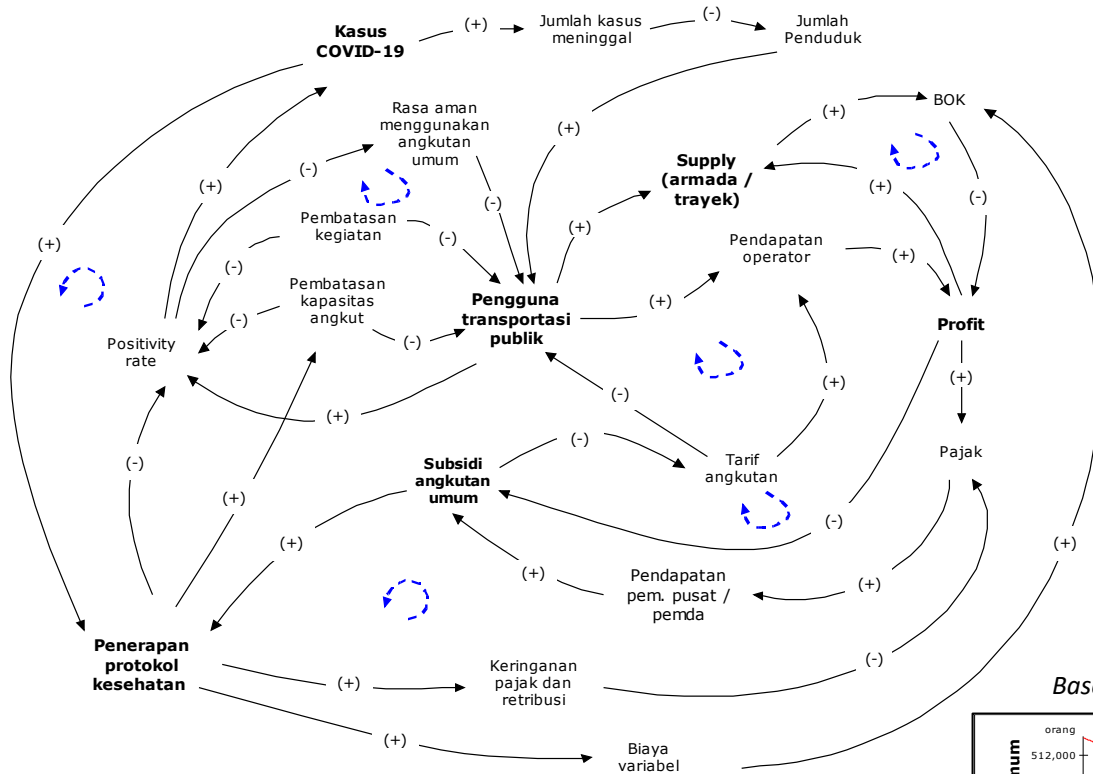 Kasus
COVID-19
(+)
Jumlah kasus
meninggal
(-)
Jumlah
Penduduk
Rasa aman
menggunakan
angkutan
umum
(+)
(+)
BOK
Supply
(armada /
trayek)
(-)
(+)
(+)
(-)
(-)
(+)
Pembatasan
kegiatan
(-)
(+)
Pendapatan
operator
(+)
(+)
(-)
Pembatasan
kapasitas
angkut
(-)
Pengguna
transportasi
publik
(+)
(-)
Profit
Positivity
rate
(-)
(+)
(+)
(-)
(+)
(-)
Subsidi
angkutan
umum
Tarif
angkutan
Pajak
(-)
(+)
(-)
(+)
(+)
(+)
Pendapatan
pem. pusat /
pemda
(+)
Penerapan
protokol
kesehatan
(+)
Keringanan
pajak dan
retribusi
(-)
Bas
(+)
Biaya
variabel
orang
512,000
mum